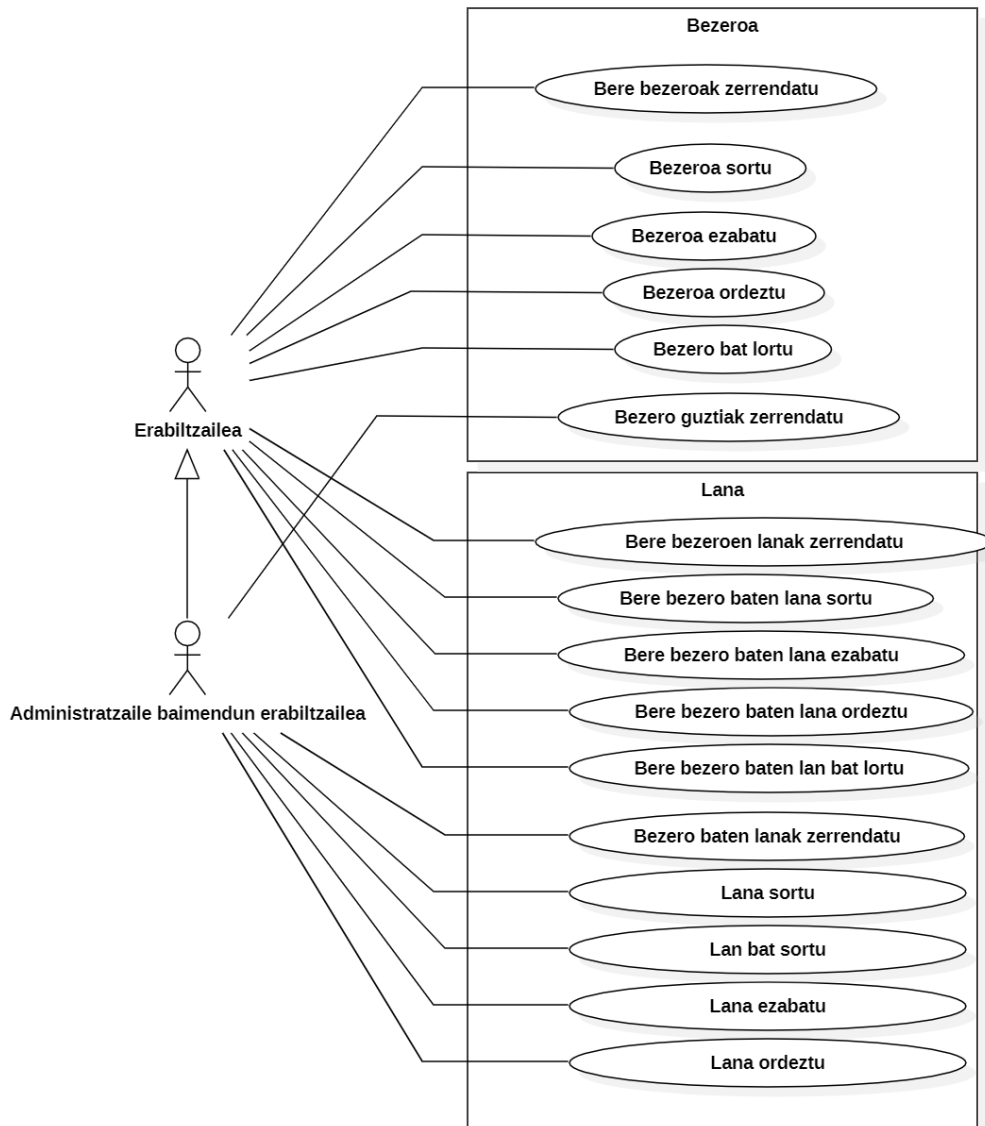 Bezeroa
Bere bezeroak zerrendatu
Bezeroa sortu
Bezeroa ezabatu
Bezeroa ordeztu
Bezero bat lortu
Bezero guztiak zerrendatu
Erabiltzailea
Lana
Bere bezeroen lanak zerrendatu
Bere bezero baten lana sortu
Bere bezero baten lana ezabatu
Bere bezero baten lana ordeztu
Bere bezero baten lan bat lortu
Administratzaile baimendun erabiltzailea
Bezero baten lanak zerrendatu
Lana sortu
Lan bat sortu
Lana ezabatu
Lana ordeztu